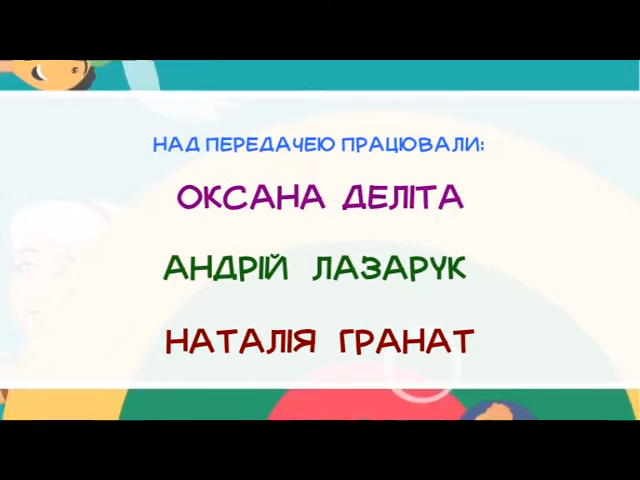 НАД ПЕРЕДАЧЕЮ ПРАЦЮВАЛИ:
ОКСАНА ДЕЛІТА
АНДРІЙ ЛАЗАРУК
НАТАЛІЯ ГРАНАТ